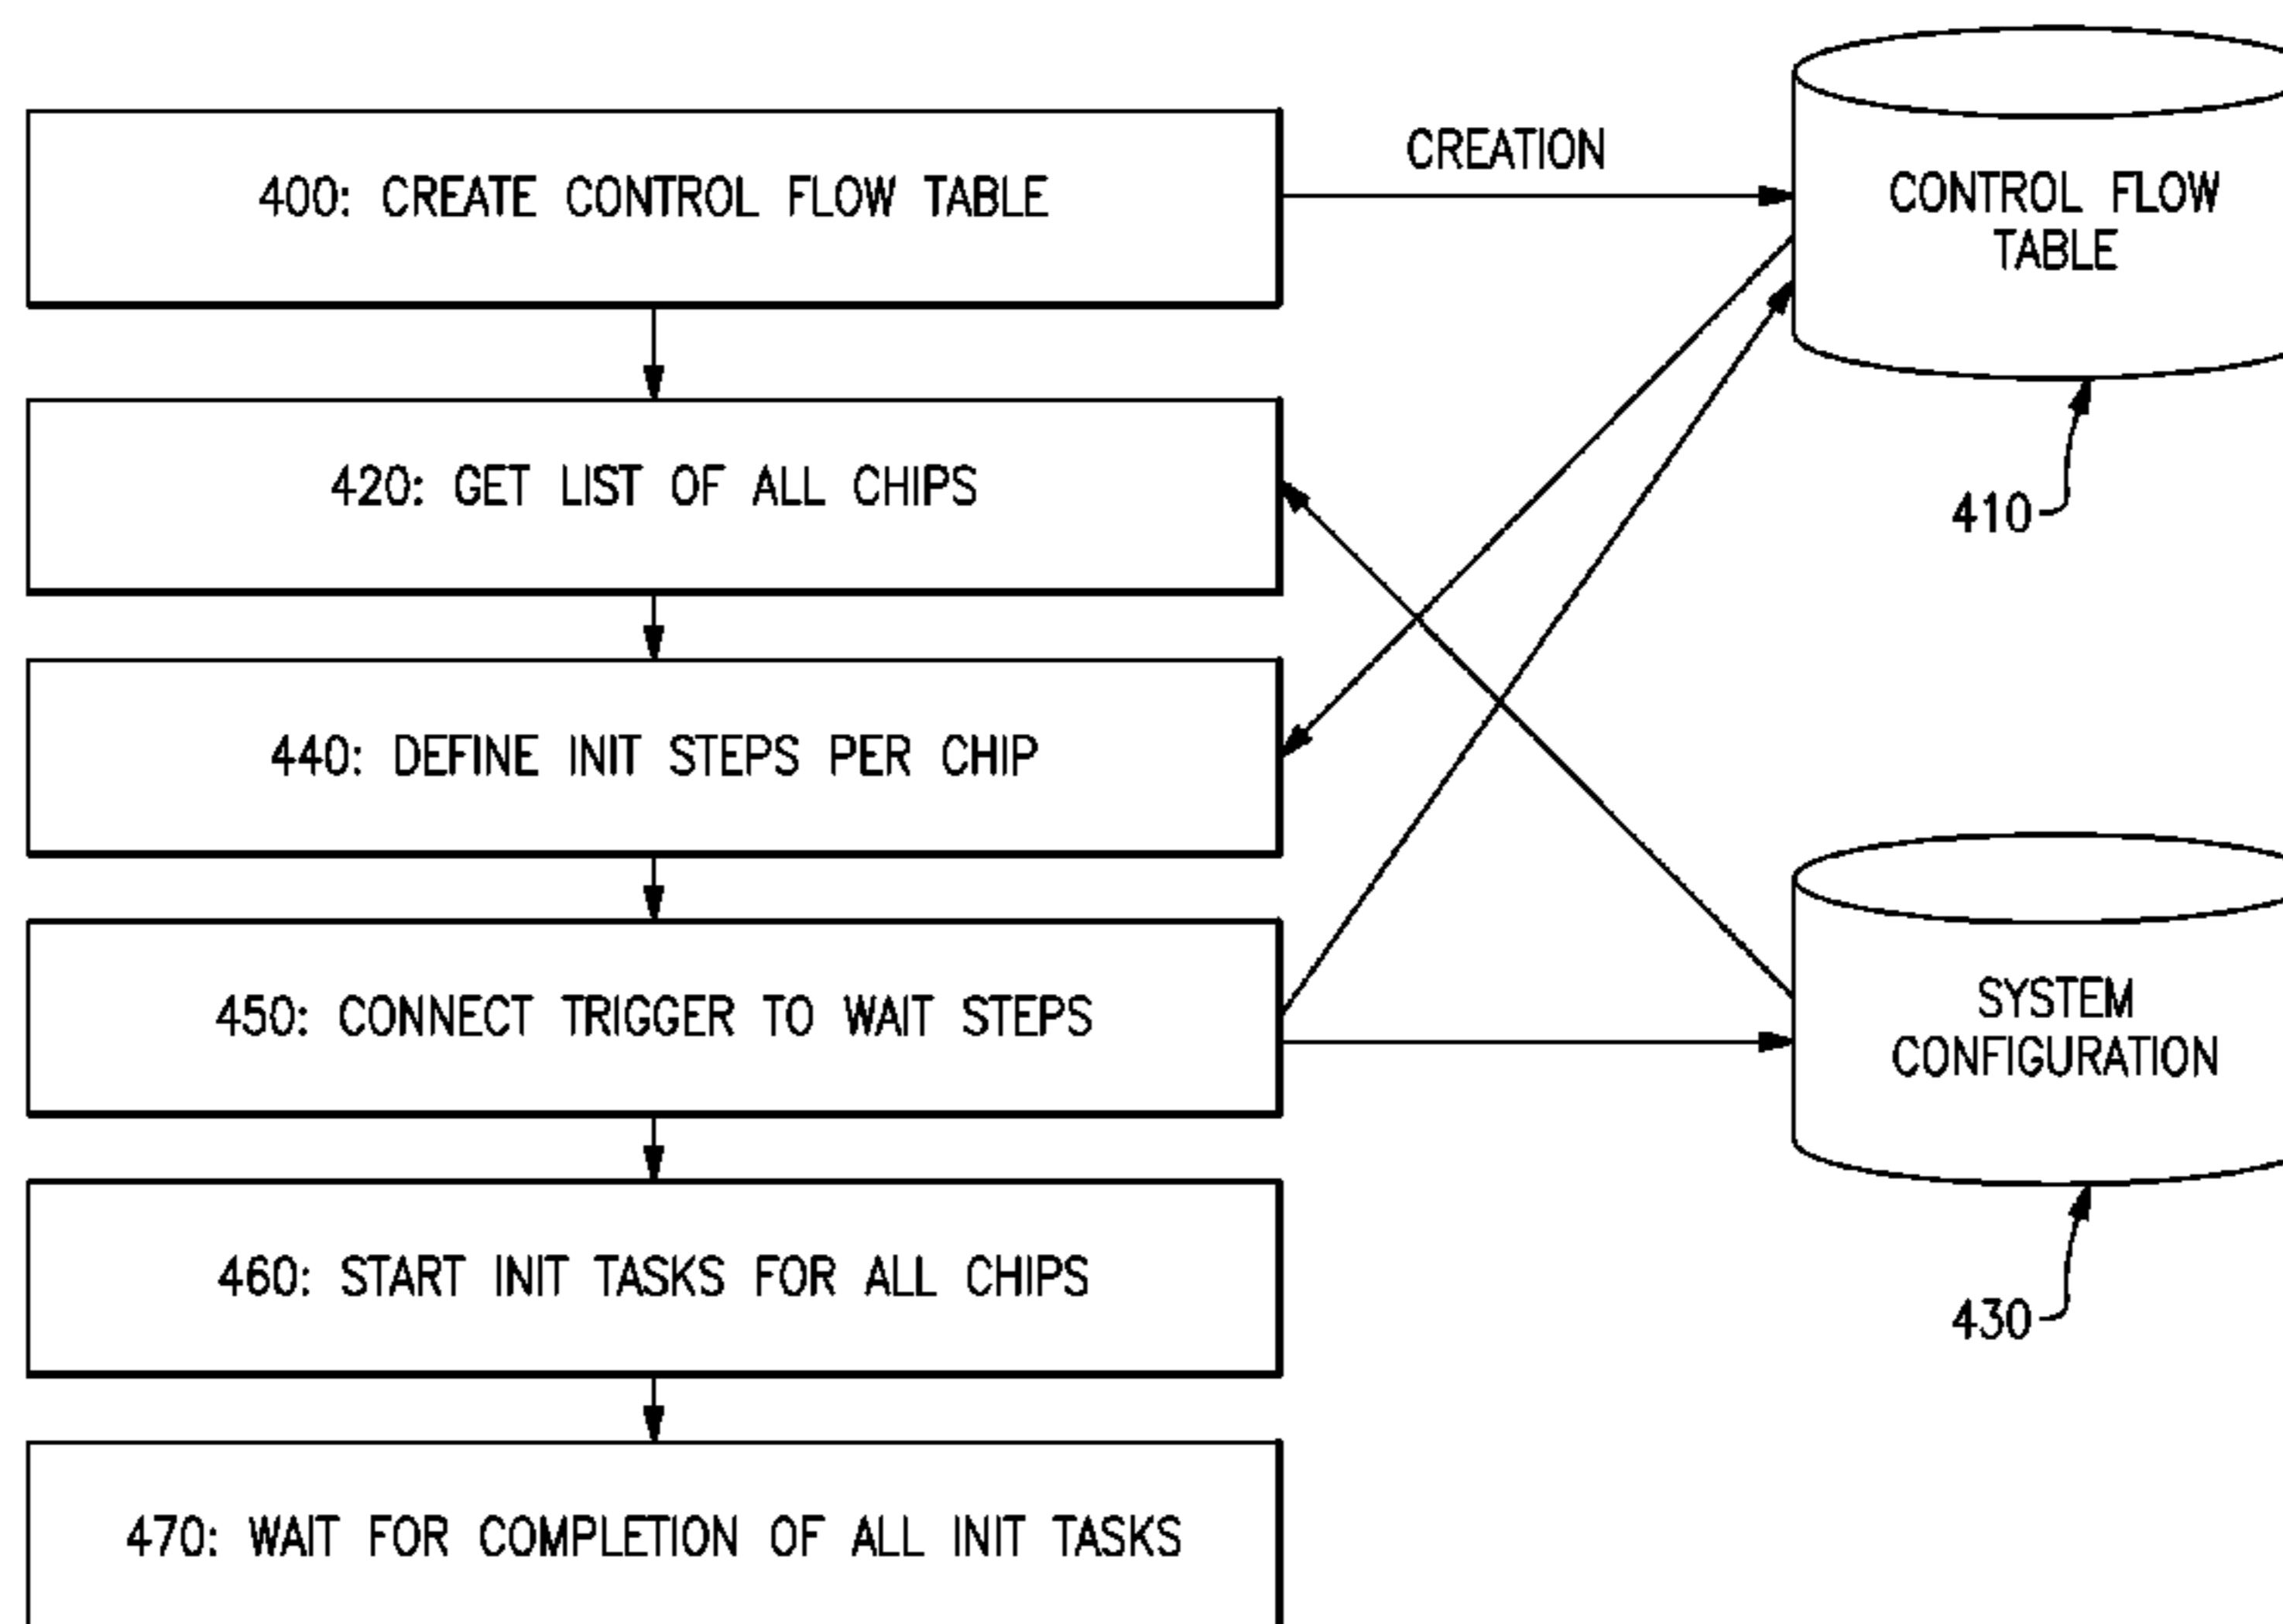 400: CREATE CONTROL FLOW TABLE
CREATION
CONTROL FLOW
TABLE
410
420: GET LIST OF ALL CHIPS
440: DEFINE INIT STEPS PER CHIP
450: CONNECT TRIGGER TO WAIT STEPS
SYSTEM
CONFIGURATION
430
460: START INIT TASKS FOR ALL CHIPS
470: WAIT FOR COMPLETION OF ALL INIT TASKS